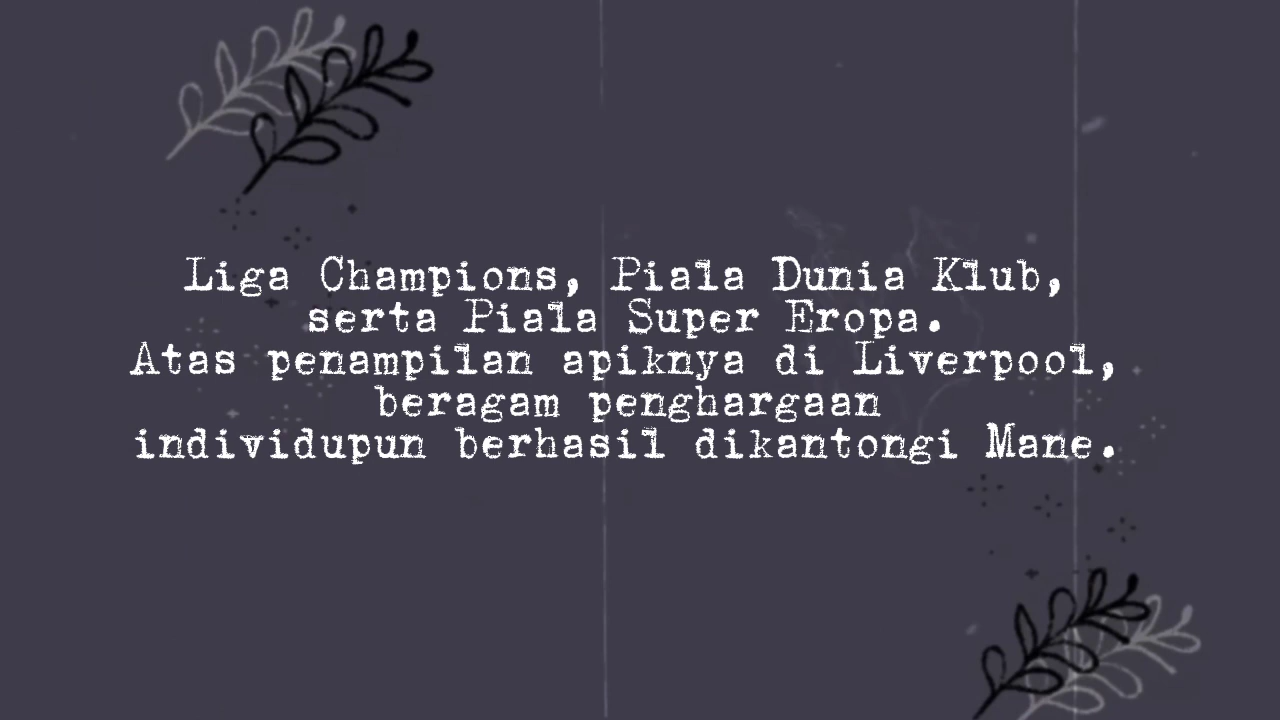 Liga Champions, Piala Dunia Klub,
serta Piala Super Eropa.
Atas penampilan apiknya di Liverpool,
beragam penghargaan
individupun berhasil dikantongi Mane.